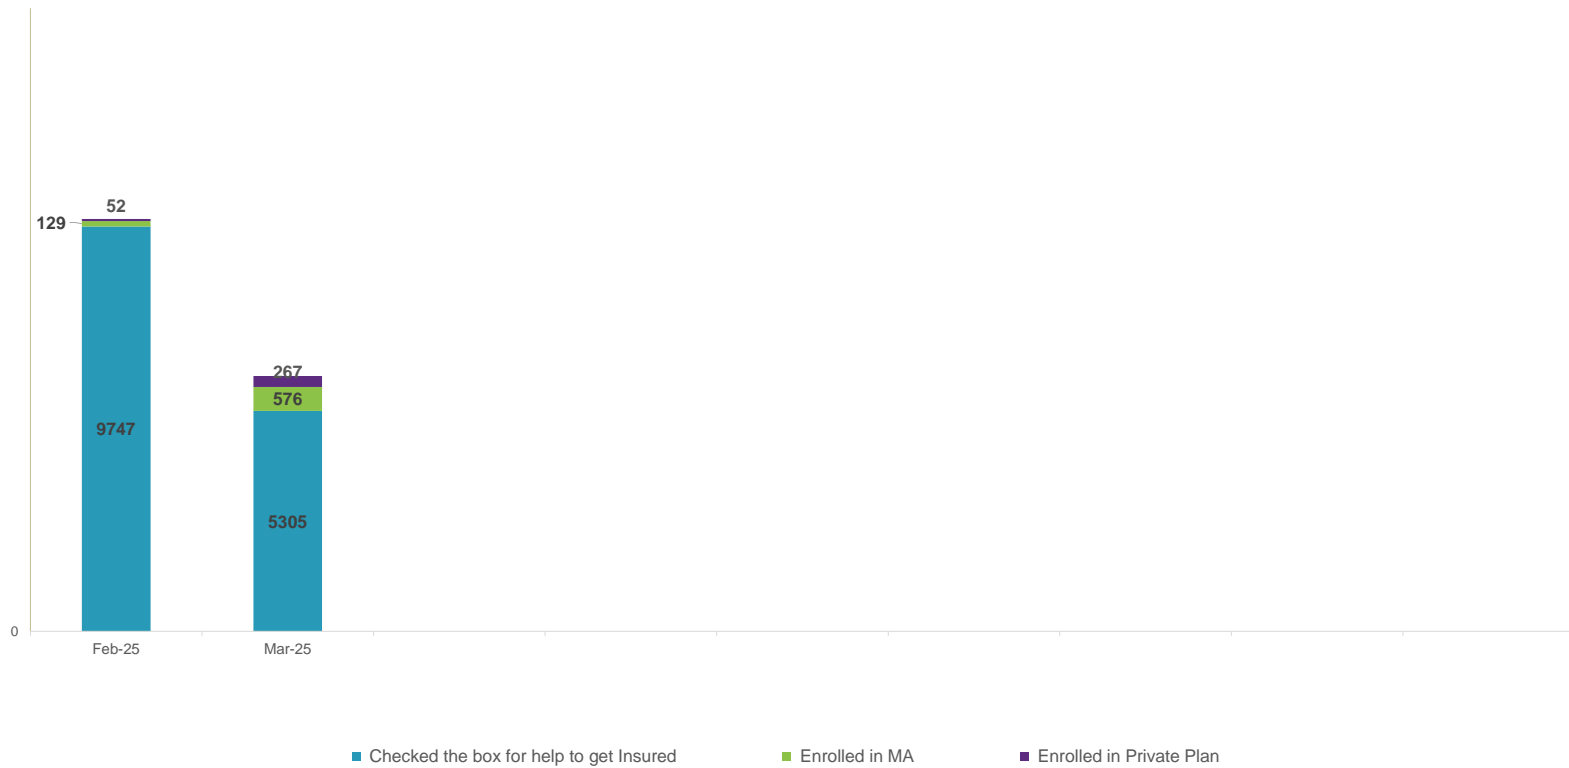 52
129
9747
267
576
5305
0
Feb-25
Mar-25
Checked the box for help to get Insured
Enrolled in MA
Enrolled in Private Plan